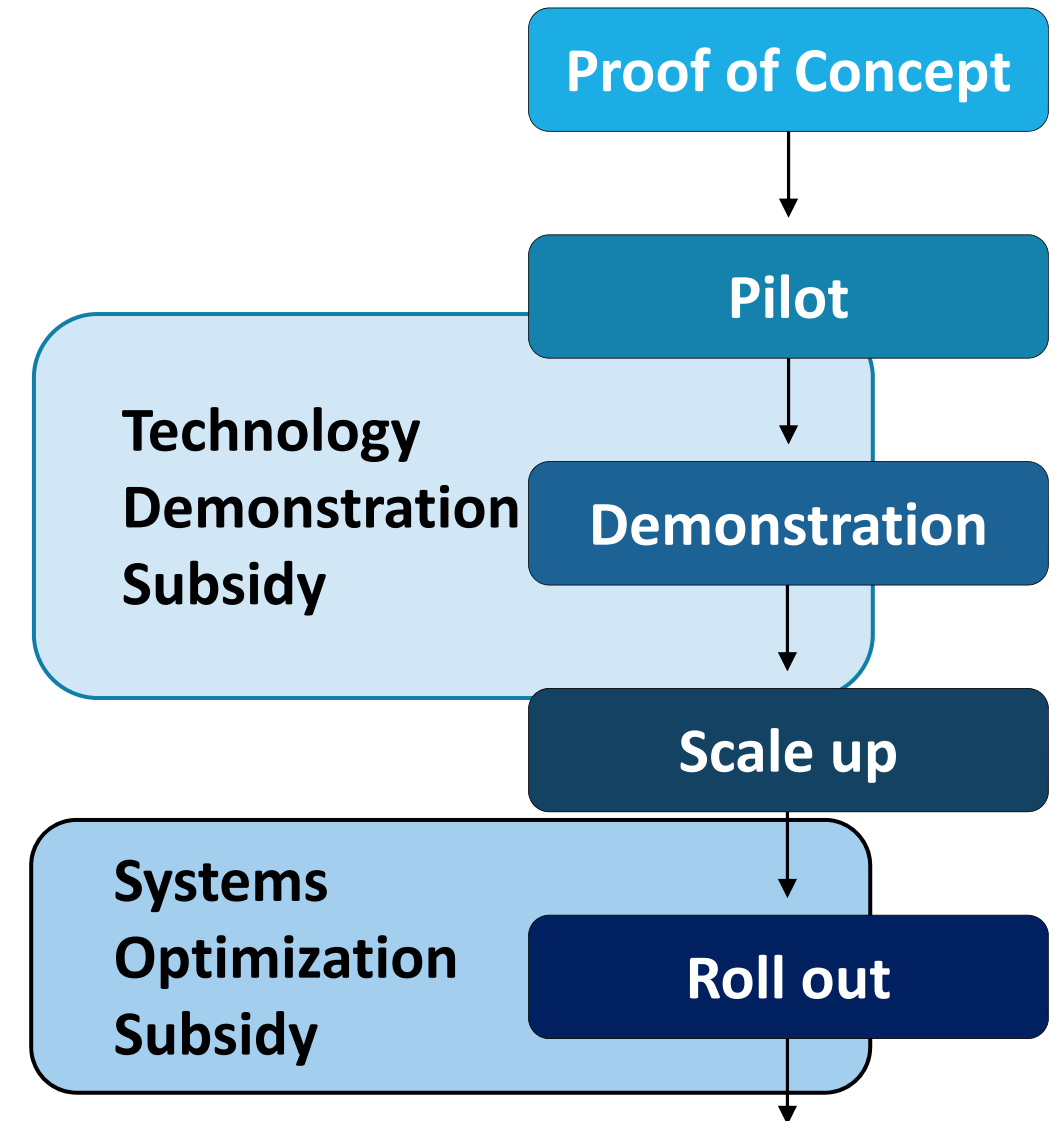 Proof of Concept
Pilot
Technology
Demonstration
Subsidy
Demonstration
Scale up
Systems
Optimization
Subsidy
Roll out